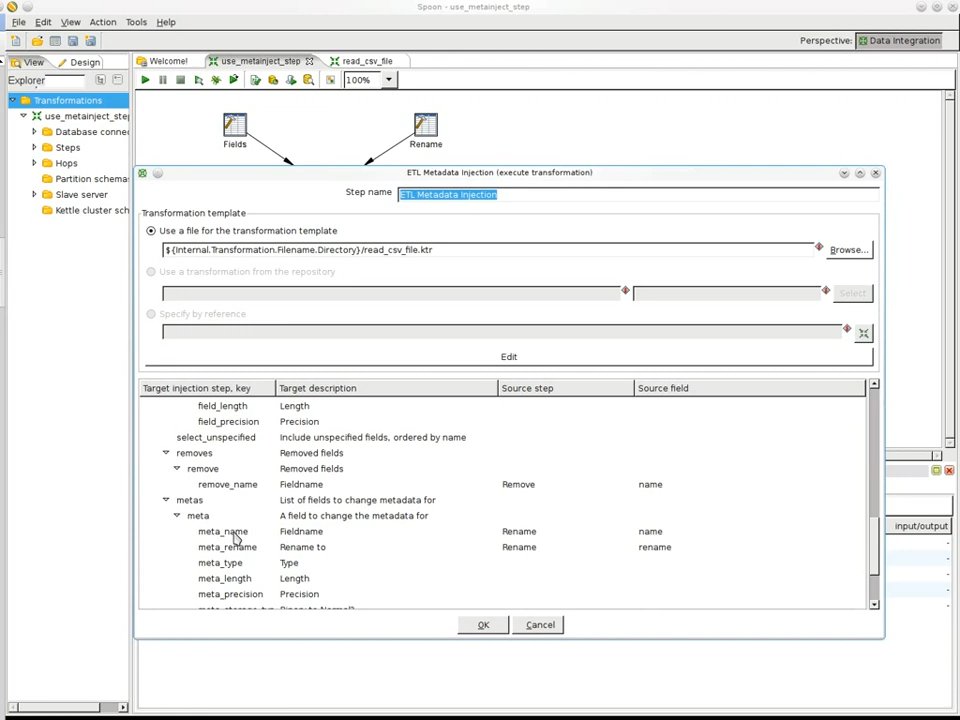 Spoon - use_metainject_step
File Edit View Action Tools Help
Perspective: Data Integration
View Design
Welcome! use_metainject_step read_csv_file
Explorer
100%
Transformations
use_metainject_step
Database connec
Steps
Hops
Partition schema
Slave server
Kettle cluster sch
Fields Rename
ETL Metadata Injection (execute transformation)
Step name ETL Metadata Injection
Transformation template
Use a file for the transformation template
${Internal.Transformation.Filename.Directory}/read_csv_file.ktr Browse...
Use a transformation from the repository
Select
Specify by reference
Edit
Target injection step, key Target description Source step Source field
field_length Length
field_precision Precision
select_unspecified Include unspecified fields, ordered by name
removes Removed fields
remove Removed fields
remove_name Fieldname Remove name
metas List of fields to change metadata for
meta A field to change the metadata for
meta_name Fieldname Rename name
meta_rename Rename to Rename rename
meta_type Type
meta_length Length
meta_precision Precision
OK Cancel
input/output